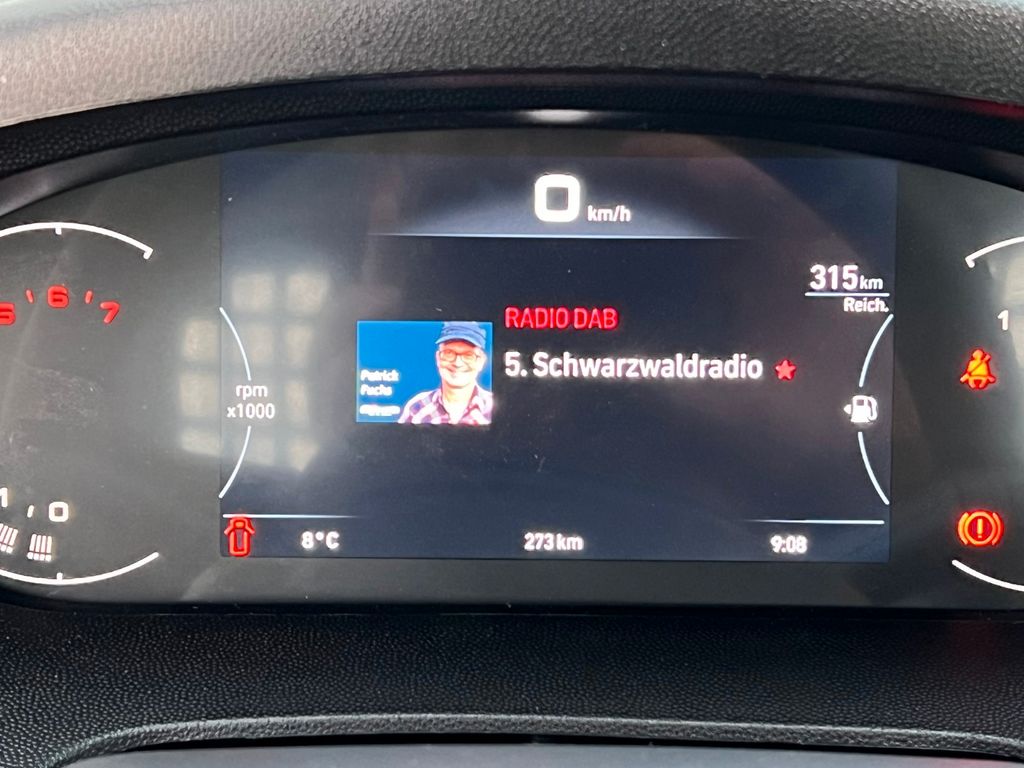 0 km/h
315 km
Reich.
RADIO DAB
5. Schwarzwaldradio
Patrick
Fuchs
rpm
x1000
6 7
1
0
1
8°C
273 km
9:08